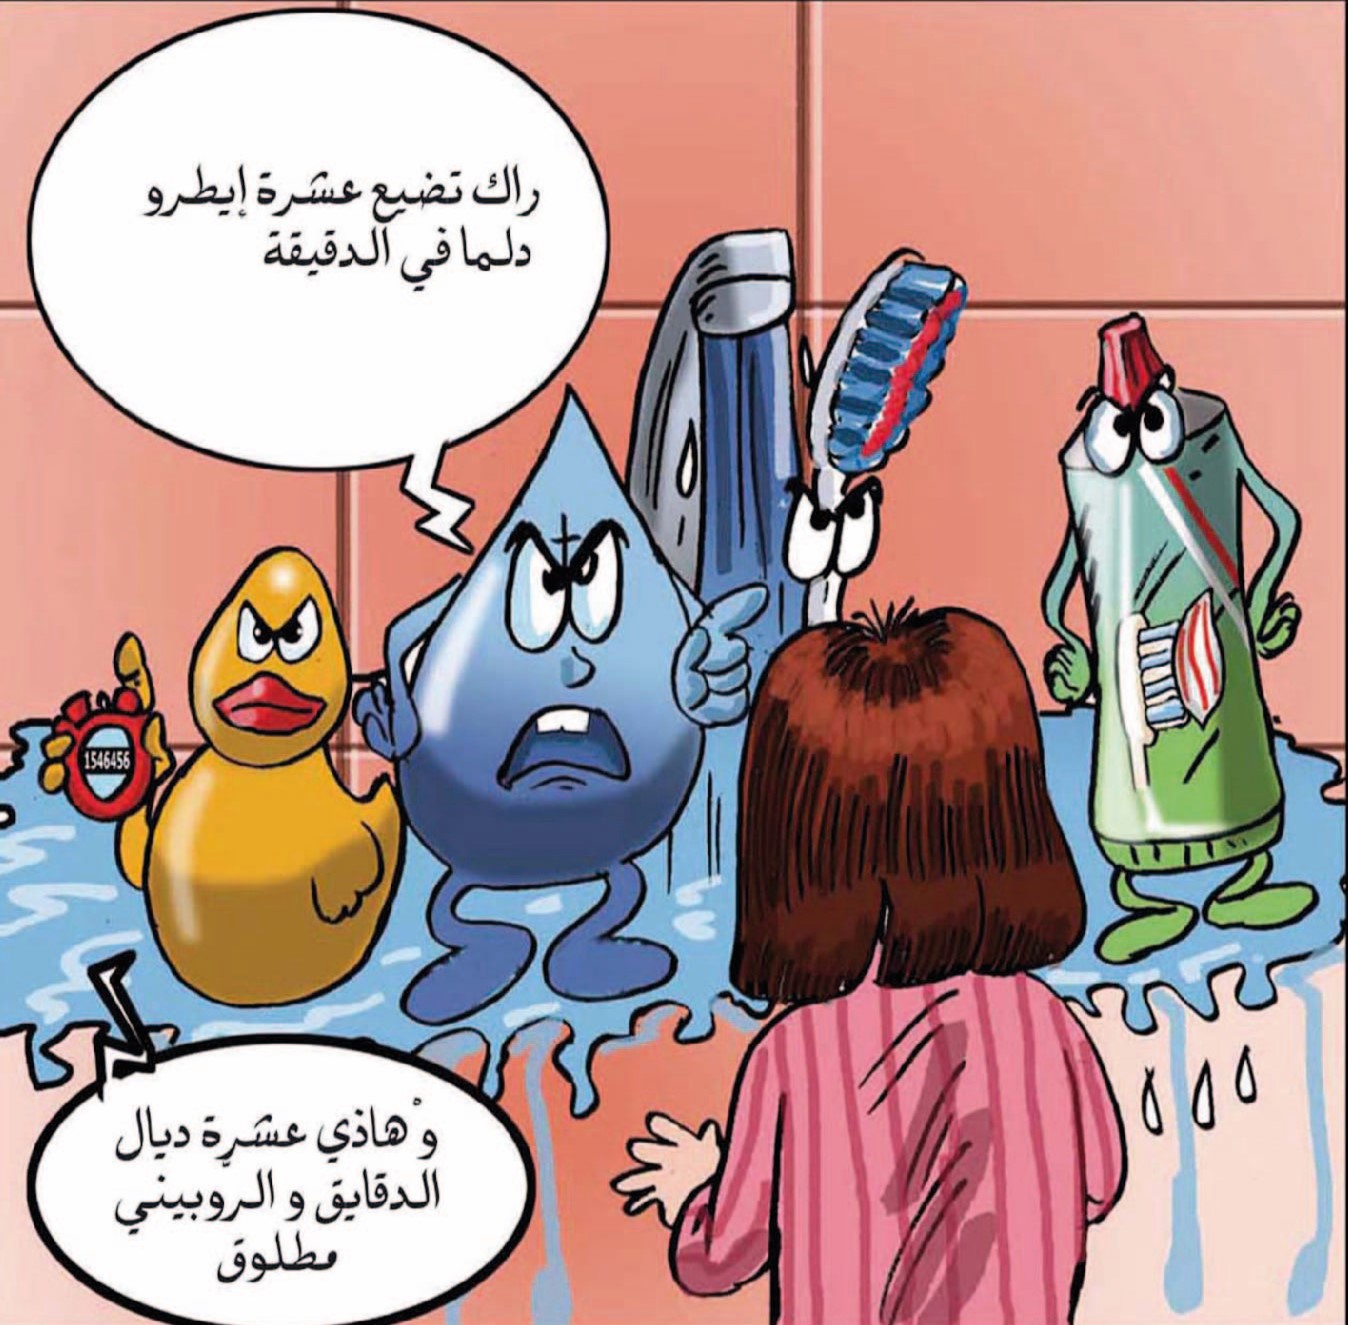 راك تضيع عشرة إيطرو
دلما في الدقيقة
1546456
وْ هاذي عشرة ديال
الدقايق و الروبيني
مطلوق